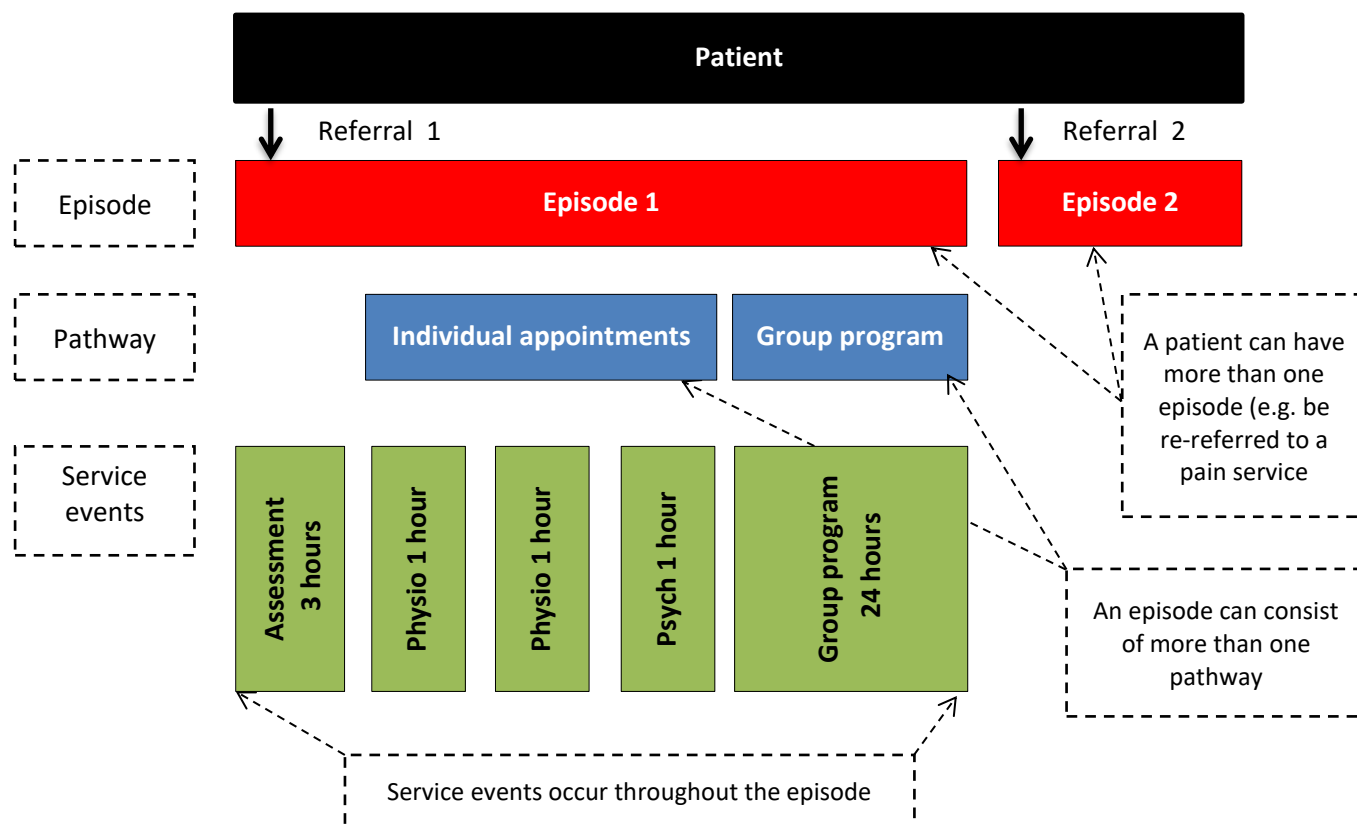 Patient
Referral 1
Referral 2
Episode
Episode 1
Episode 2
Pathway
Individual appointments
Group program
A patient can have
more than one
episode (e.g. be
re-referred to a
pain service
Service
events
Assessment
3 hours
Physio 1 hour
Physio 1 hour
Psych 1 hour
Group program
24 hours
An episode can consist
of more than one
pathway
Service events occur throughout the episode